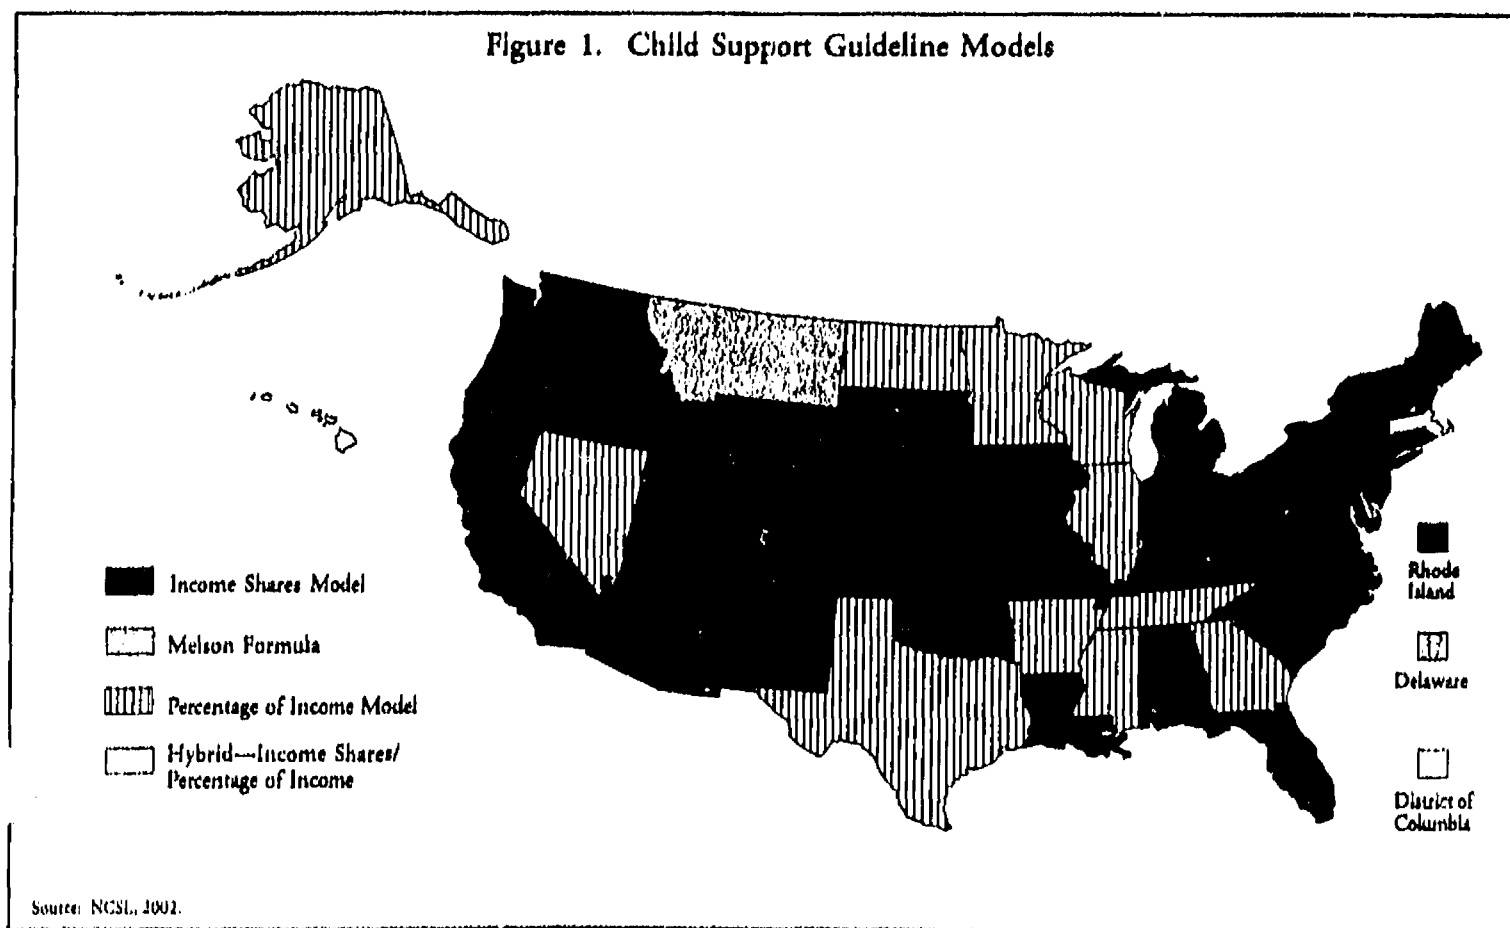 Figure 1. Child Support Guideline Models
Income Shares Model
Melson Formula
Percentage of Income Model
Hybrid—Income Shares/
Percentage of Income
Rhode
Island
Delaware
District of
Columbia
Source: NCSL, 2002.